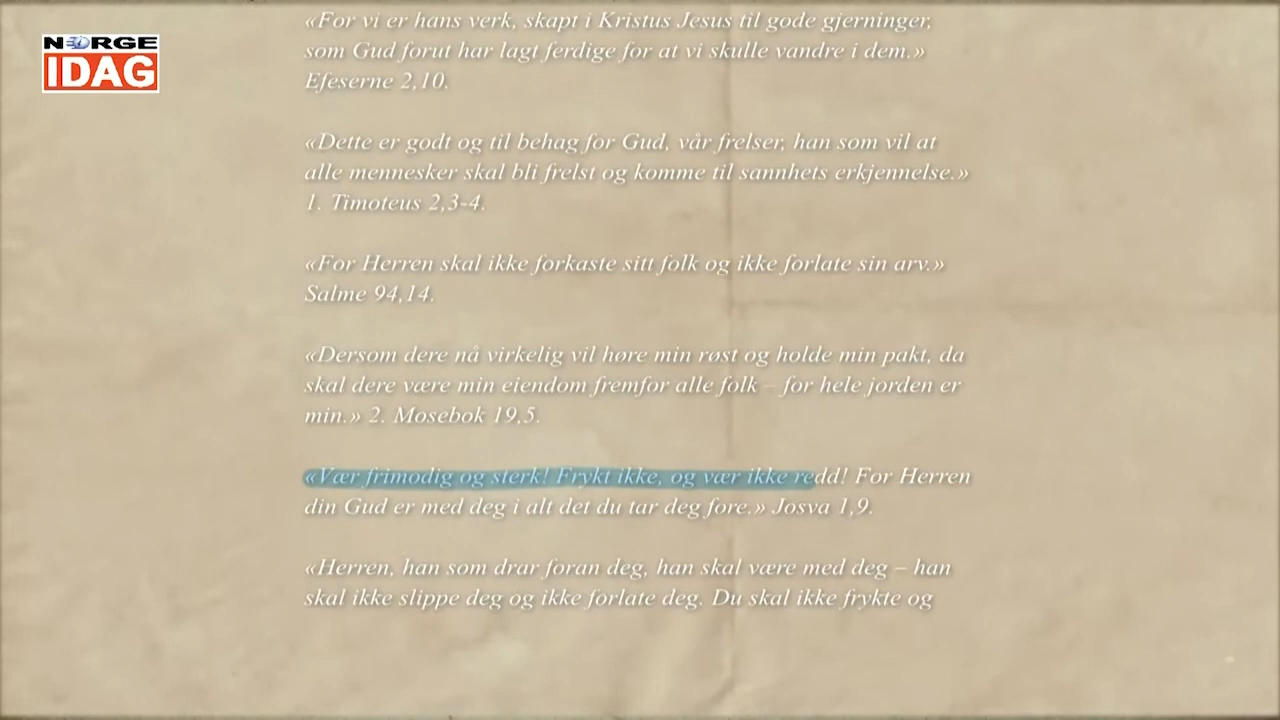 NORGE
IDAG
«For vi er hans verk, skapt i Kristus Jesus til gode gjerninger,
som Gud forut har lagt ferdige for at vi skulle vandre i dem.»
Efeserne 2,10.
«Dette er godt og til behag for Gud, vår frelser, han som vil at
alle mennesker skal bli frelst og komme til sannhets erkjennelse.»
1. Timoteus 2,3-4.
«For Herren skal ikke forkaste sitt folk og ikke forlate sin arv.»
Salme 94,14.
«Dersom dere nå virkelig vil høre min røst og holde min pakt, da
skal dere være min eiendom fremfor alle folk – for hele jorden er
min.» 2. Mosebok 19,5.
«Vær frimodig og sterk! Frykt ikke, og vær ikke redd! For Herren
din Gud er med deg i alt det du tar deg fore.» Josva 1,9.
«Herren, han som drar foran deg, han skal være med deg – han
skal ikke slippe deg og ikke forlate deg. Du skal ikke frykte og